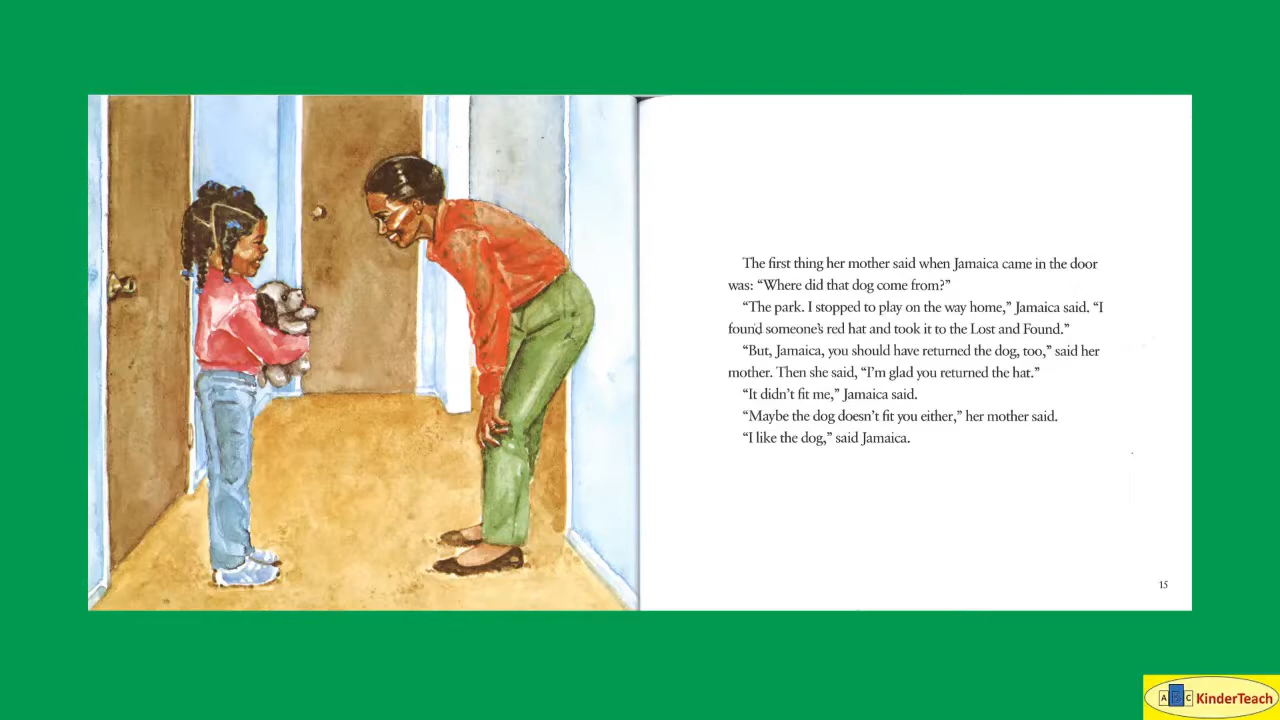 The first thing her mother said when Jamaica came in the door
was: “Where did that dog come from?”
“The park. I stopped to play on the way home,” Jamaica said. “I
found someone’s red hat and took it to the Lost and Found.”
“But, Jamaica, you should have returned the dog, too,” said her
mother. Then she said, “I’m glad you returned the hat.”
“It didn’t fit me,” Jamaica said.
“Maybe the dog doesn’t fit you either,” her mother said.
“I like the dog,” said Jamaica.
15
A B C KinderTeach